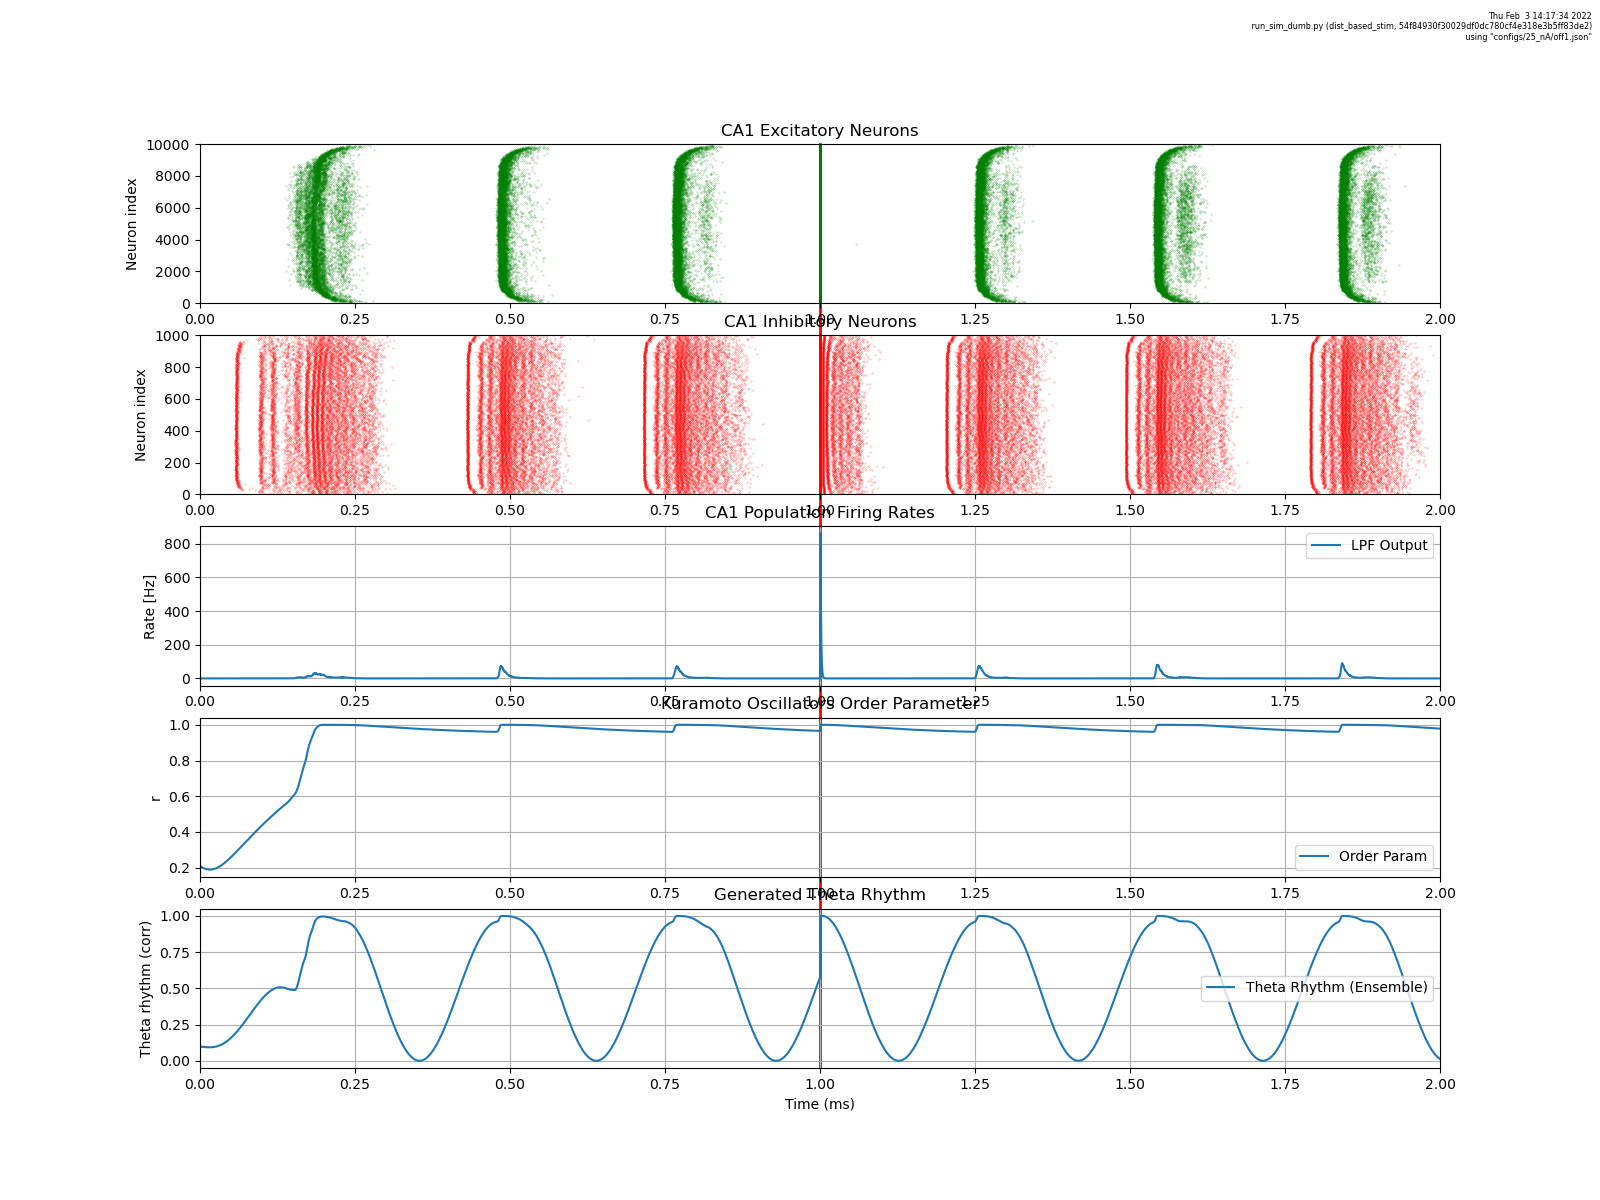 Thu Feb  3 14:17:34 2022
run_sim_dumb.py (dist_based_stim, 54f84930f30029df0dc780cf4e318e3b5ff83de2)
using "configs/25_nA/off1.json"
CA1 Excitatory Neurons
Neuron index
10000
8000
6000
4000
2000
0
0.00 0.25 0.50 0.75 1.00 1.25 1.50 1.75 2.00
CA1 Inhibitory Neurons
Neuron index
1000
800
600
400
200
0
0.00 0.25 0.50 0.75 1.00 1.25 1.50 1.75 2.00
CA1 Population Firing Rates
Rate [Hz]
800
600
400
200
0
LPF Output
0.00 0.25 0.50 0.75 1.00 1.25 1.50 1.75 2.00
Kuramoto Oscillators Order Parameter
r
1.0
0.8
0.6
0.4
0.2
Order Param
0.00 0.25 0.50 0.75 1.00 1.25 1.50 1.75 2.00
Generated Theta Rhythm
Theta rhythm (corr)
1.00
0.75
0.50
0.25
0.00
Theta Rhythm (Ensemble)
0.00 0.25 0.50 0.75 1.00 1.25 1.50 1.75 2.00
Time (ms)